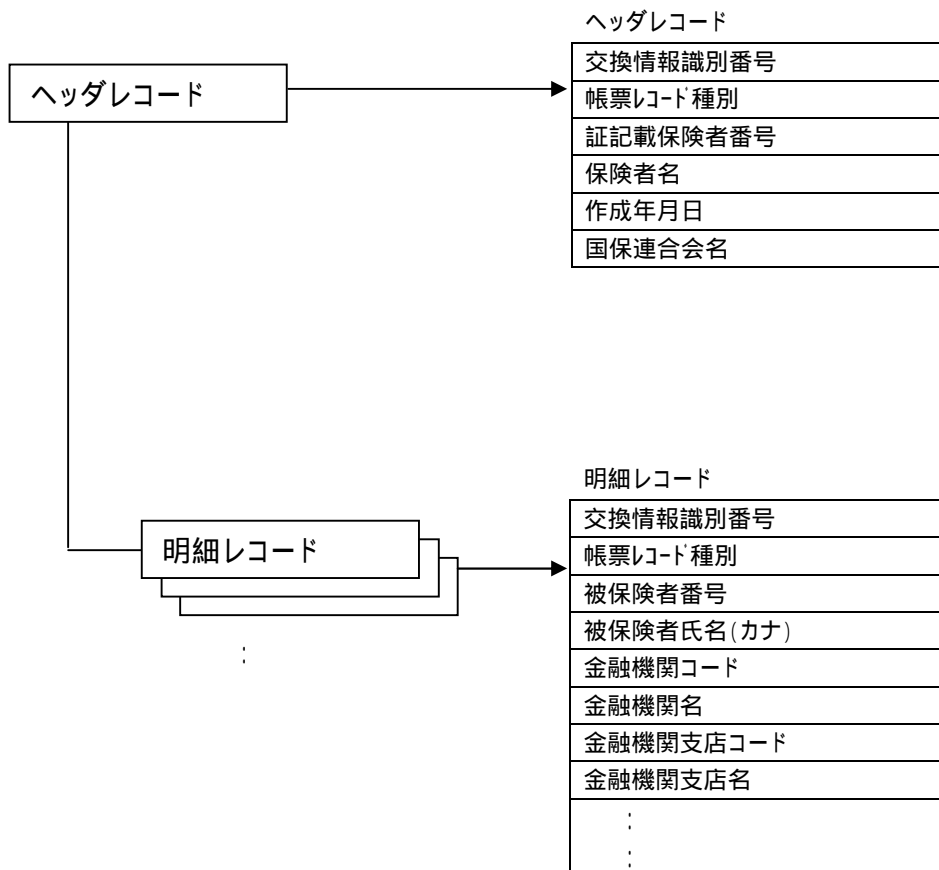 ヘッダレコード
ヘッダレコード
交換情報識別番号
帳票ﾚｺｰﾄﾞ種別
証記載保険者番号
保険者名
作成年月日
国保連合会名
明細レコード
明細レコード
交換情報識別番号
帳票ﾚｺｰﾄﾞ種別
被保険者番号
被保険者氏名(カナ)
金融機関コード
金融機関名
金融機関支店コード
金融機関支店名
:
:
: